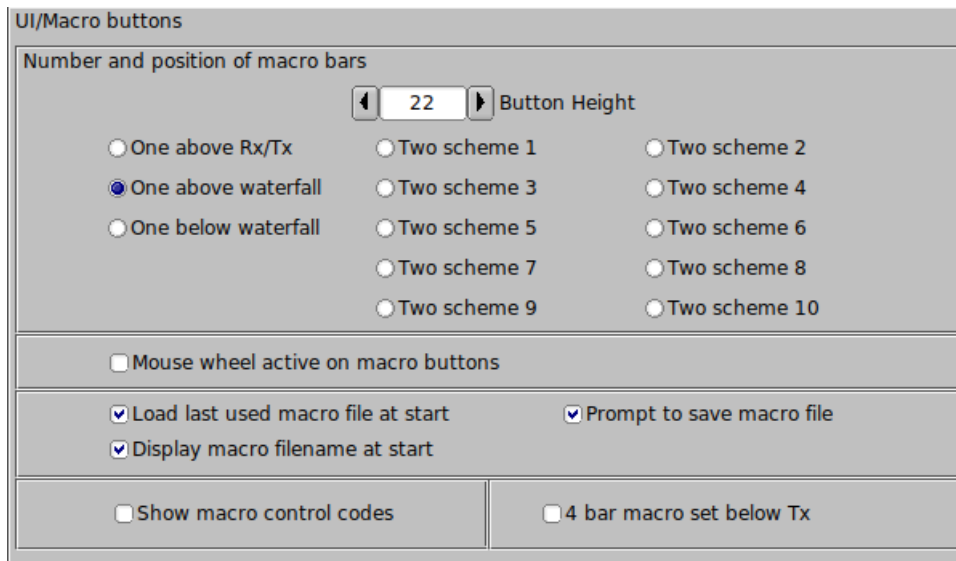 UI/Macro buttons
Number and position of macro bars
22 Button Height
One above Rx/Tx Two scheme 1 Two scheme 2
One above waterfall Two scheme 3 Two scheme 4
One below waterfall Two scheme 5 Two scheme 6
Two scheme 7 Two scheme 8
Two scheme 9 Two scheme 10
Mouse wheel active on macro buttons
Load last used macro file at start Prompt to save macro file
Display macro filename at start
Show macro control codes 4 bar macro set below Tx